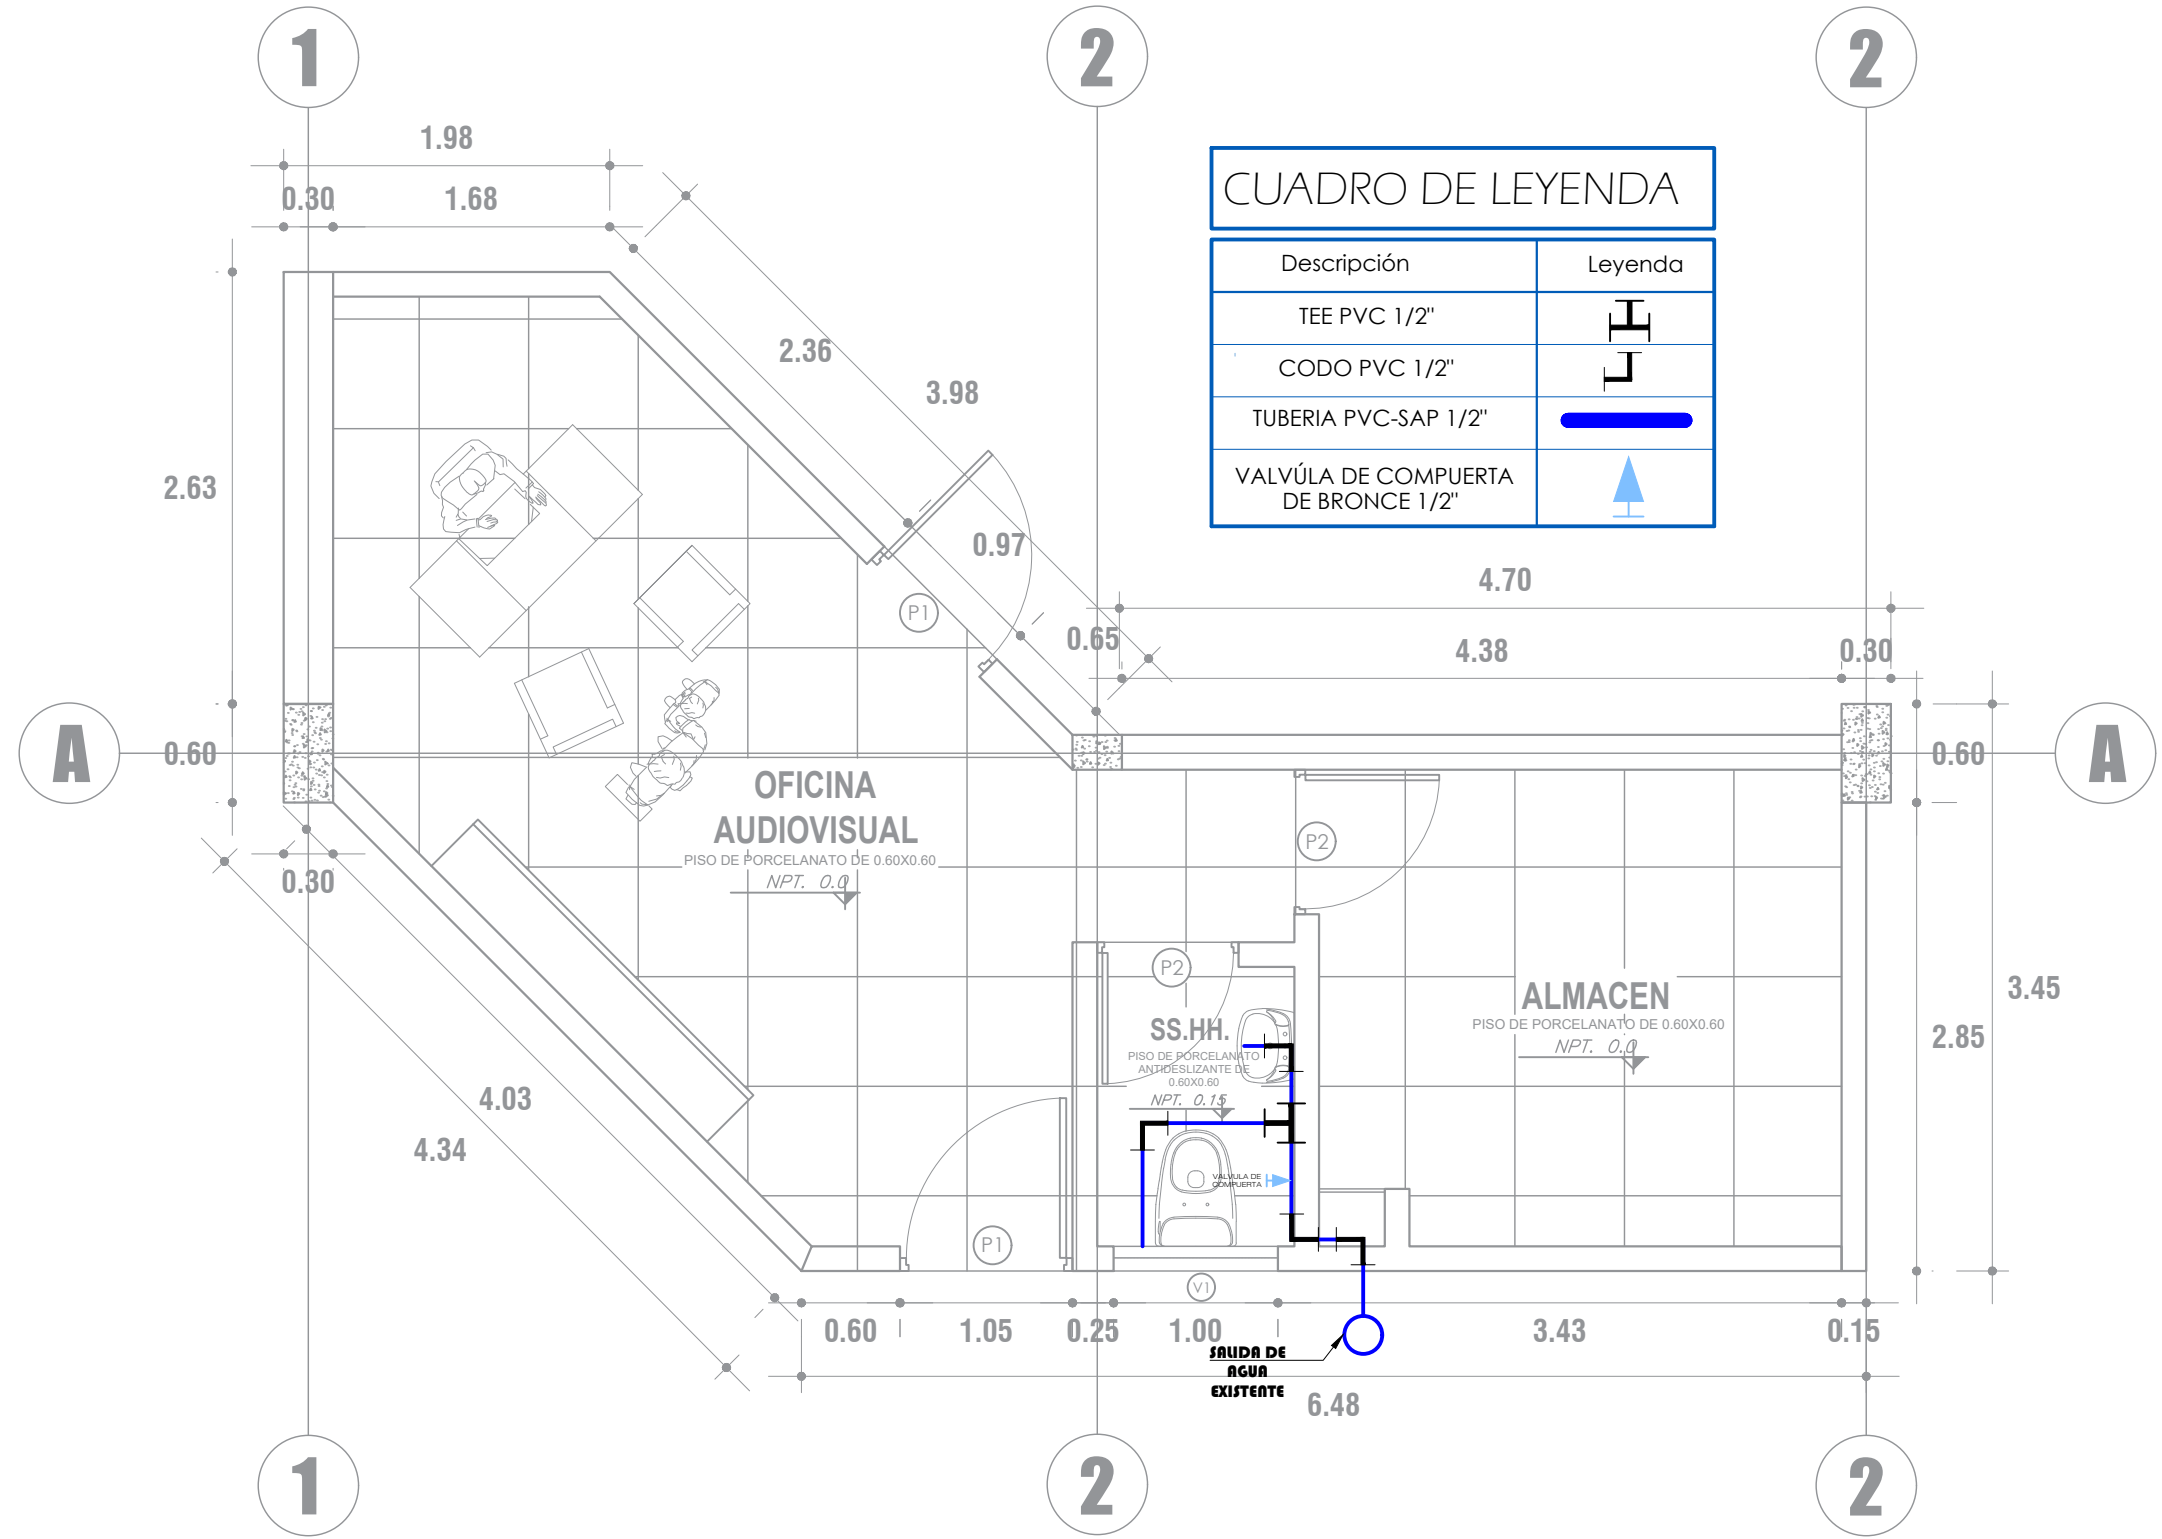 1
2
2
1.98
0.30
1.68
CUADRO DE LEYENDA
Descripción
Leyenda
TEE PVC 1/2"
CODO PVC 1/2"
TUBERIA PVC-SAP 1/2"
VALVÚLA DE COMPUERTA
DE BRONCE 1/2"
2.36
3.98
2.63
0.97
4.70
P1
0.65
4.38
0.30
A
0.60
0.60
A
OFICINA
AUDIOVISUAL
PISO DE PORCELANATO DE 0.60X0.60
NPT. 0.0
P2
0.30
P2
SS.HH.
PISO DE PORCELANATO
ANTIDESLIZANTE DE
0.60X0.60
NPT. 0.15
ALMACEN
PISO DE PORCELANATO DE 0.60X0.60
NPT. 0.0
3.45
2.85
4.03
4.34
VALVULA DE
COMPUERTA
P1
V1
0.60
1.05
0.25
1.00
3.43
0.15
SALIDA DE
AGUA
EXISTENTE
6.48
1
2
2